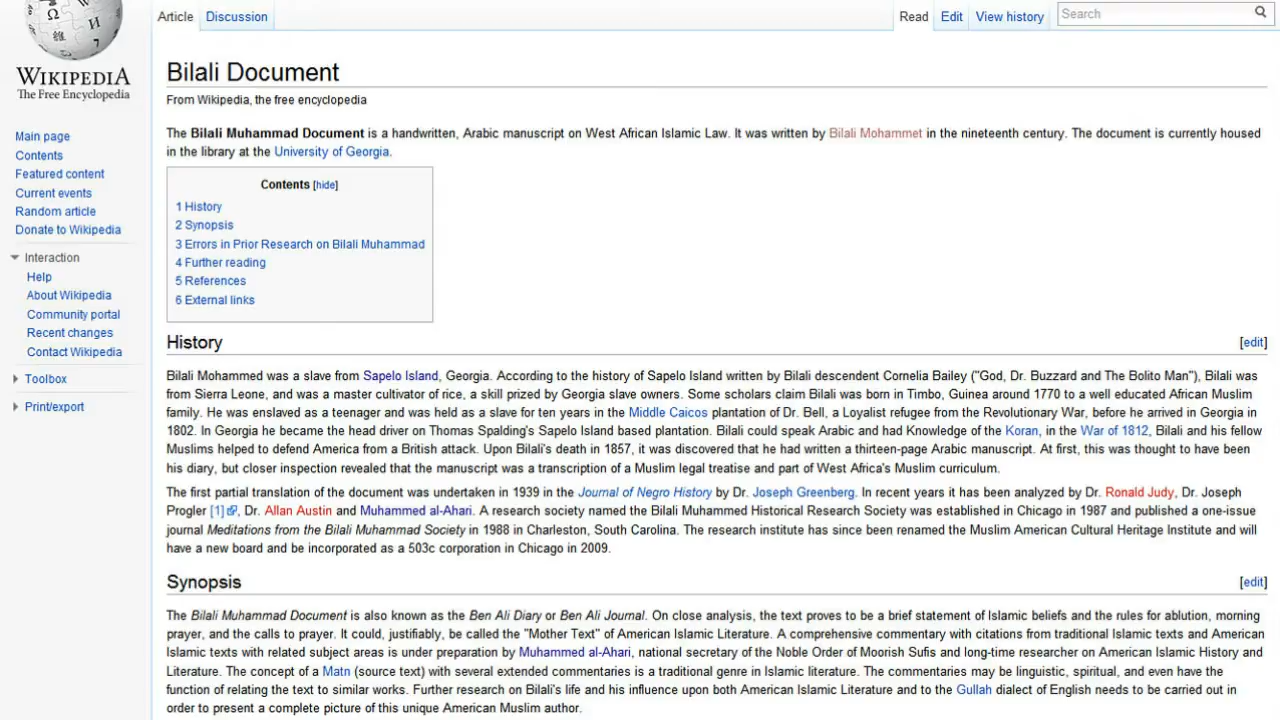 Article
Discussion
Read
Edit
View history
Search
WIKIPEDIA
The Free Encyclopedia
Main page
Contents
Featured content
Current events
Random article
Donate to Wikipedia
Interaction
Help
About Wikipedia
Community portal
Recent changes
Contact Wikipedia
Toolbox
Print/export
Bilali Document
From Wikipedia, the free encyclopedia
The Bilali Muhammad Document is a handwritten, Arabic manuscript on West African Islamic Law. It was written by Bilali Mohammet in the nineteenth century. The document is currently housed
in the library at the University of Georgia.
Contents [hide]
1 History
2 Synopsis
3 Errors in Prior Research on Bilali Muhammad
4 Further reading
5 References
6 External links
History [edit]
Bilali Mohammed was a slave from Sapelo Island, Georgia. According to the history of Sapelo Island written by Bilali descendent Cornelia Bailey ("God, Dr. Buzzard and The Bolito Man"), Bilali was
from Sierra Leone, and was a master cultivator of rice, a skill prized by Georgia slave owners. Some scholars claim Bilali was born in Timbo, Guinea around 1770 to a well educated African Muslim
family. He was enslaved as a teenager and was held as a slave for ten years in the Middle Caicos plantation of Dr. Bell, a Loyalist refugee from the Revolutionary War, before he arrived in Georgia in
1802. In Georgia he became the head driver on Thomas Spalding's Sapelo Island based plantation. Bilali could speak Arabic and had Knowledge of the Koran, in the War of 1812, Bilali and his fellow
Muslims helped to defend America from a British attack. Upon Bilali's death in 1857, it was discovered that he had written a thirteen-page Arabic manuscript. At first, this was thought to have been
his diary, but closer inspection revealed that the manuscript was a transcription of a Muslim legal treatise and part of West Africa's Muslim curriculum.
The first partial translation of the document was undertaken in 1939 in the Journal of Negro History by Dr. Joseph Greenberg. In recent years it has been analyzed by Dr. Ronald Judy, Dr. Joseph
Progler [1], Dr. Allan Austin and Muhammed al-Ahari. A research society named the Bilali Muhammed Historical Research Society was established in Chicago in 1987 and published a one-issue
journal Meditations from the Bilali Muhammad Society in 1988 in Charleston, South Carolina. The research institute has since been renamed the Muslim American Cultural Heritage Institute and will
have a new board and be incorporated as a 503c corporation in Chicago in 2009.
Synopsis [edit]
The Bilali Muhammad Document is also known as the Ben Ali Diary or Ben Ali Journal. On close analysis, the text proves to be a brief statement of Islamic beliefs and the rules for ablution, morning
prayer, and the calls to prayer. It could, justifiably, be called the "Mother Text" of American Islamic Literature. A comprehensive commentary with citations from traditional Islamic texts and American
Islamic texts with related subject areas is under preparation by Muhammed al-Ahari, national secretary of the Noble Order of Moorish Sufis and long-time researcher on American Islamic History and
Literature. The concept of a Matn (source text) with several extended commentaries is a traditional genre in Islamic literature. The commentaries may be linguistic, spiritual, and even have the
function of relating the text to similar works. Further research on Bilali's life and his influence upon both American Islamic Literature and to the Gullah dialect of English needs to be carried out in
order to present a complete picture of this unique American Muslim author.